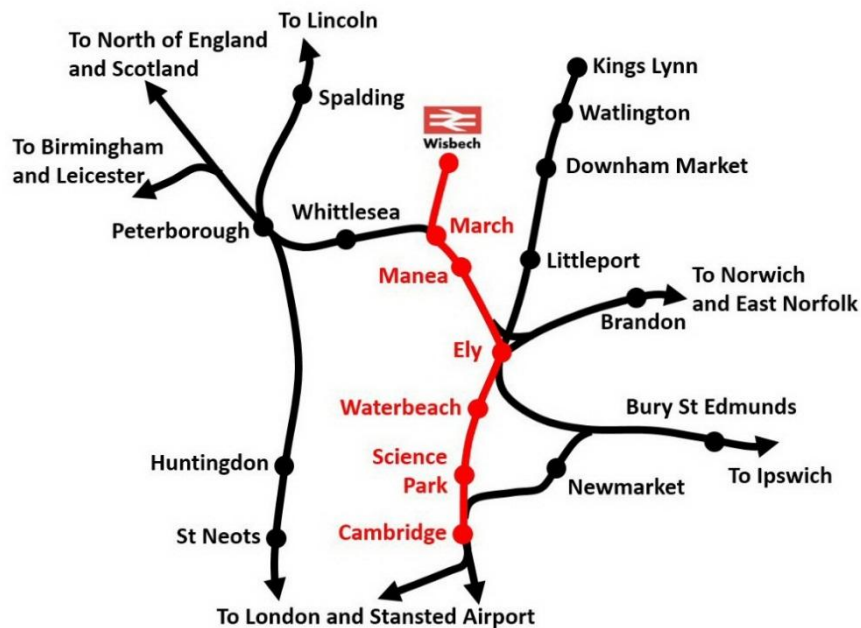 To Lincoln
To North of England
and Scotland
Kings Lynn
Spalding
Watlington
Wisbech
To Birmingham
and Leicester
Downham Market
Whittlesea
Peterborough
March
Manea
Littleport
To Norwich
and East Norfolk
Brandon
Ely
Waterbeach
Bury St Edmunds
Science
Park
Huntingdon
Newmarket
To Ipswich
St Neots
Cambridge
To London and Stansted Airport